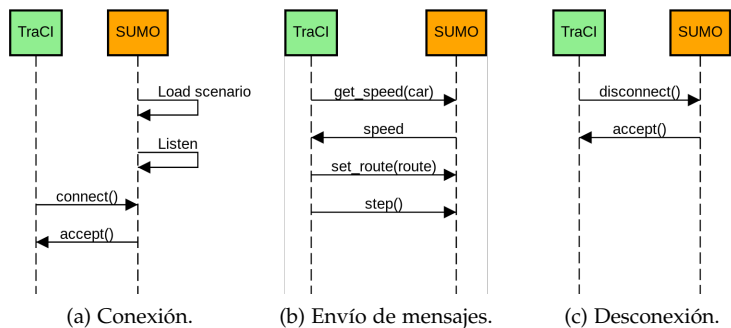 TraCI
SUMO
Load scenario
Listen
connect()
accept()
(a) Conexión.
TraCI
SUMO
get_speed(car)
speed
set_route(route)
step()
(b) Envío de mensajes.
TraCI
SUMO
disconnect()
accept()
(c) Desconexión.